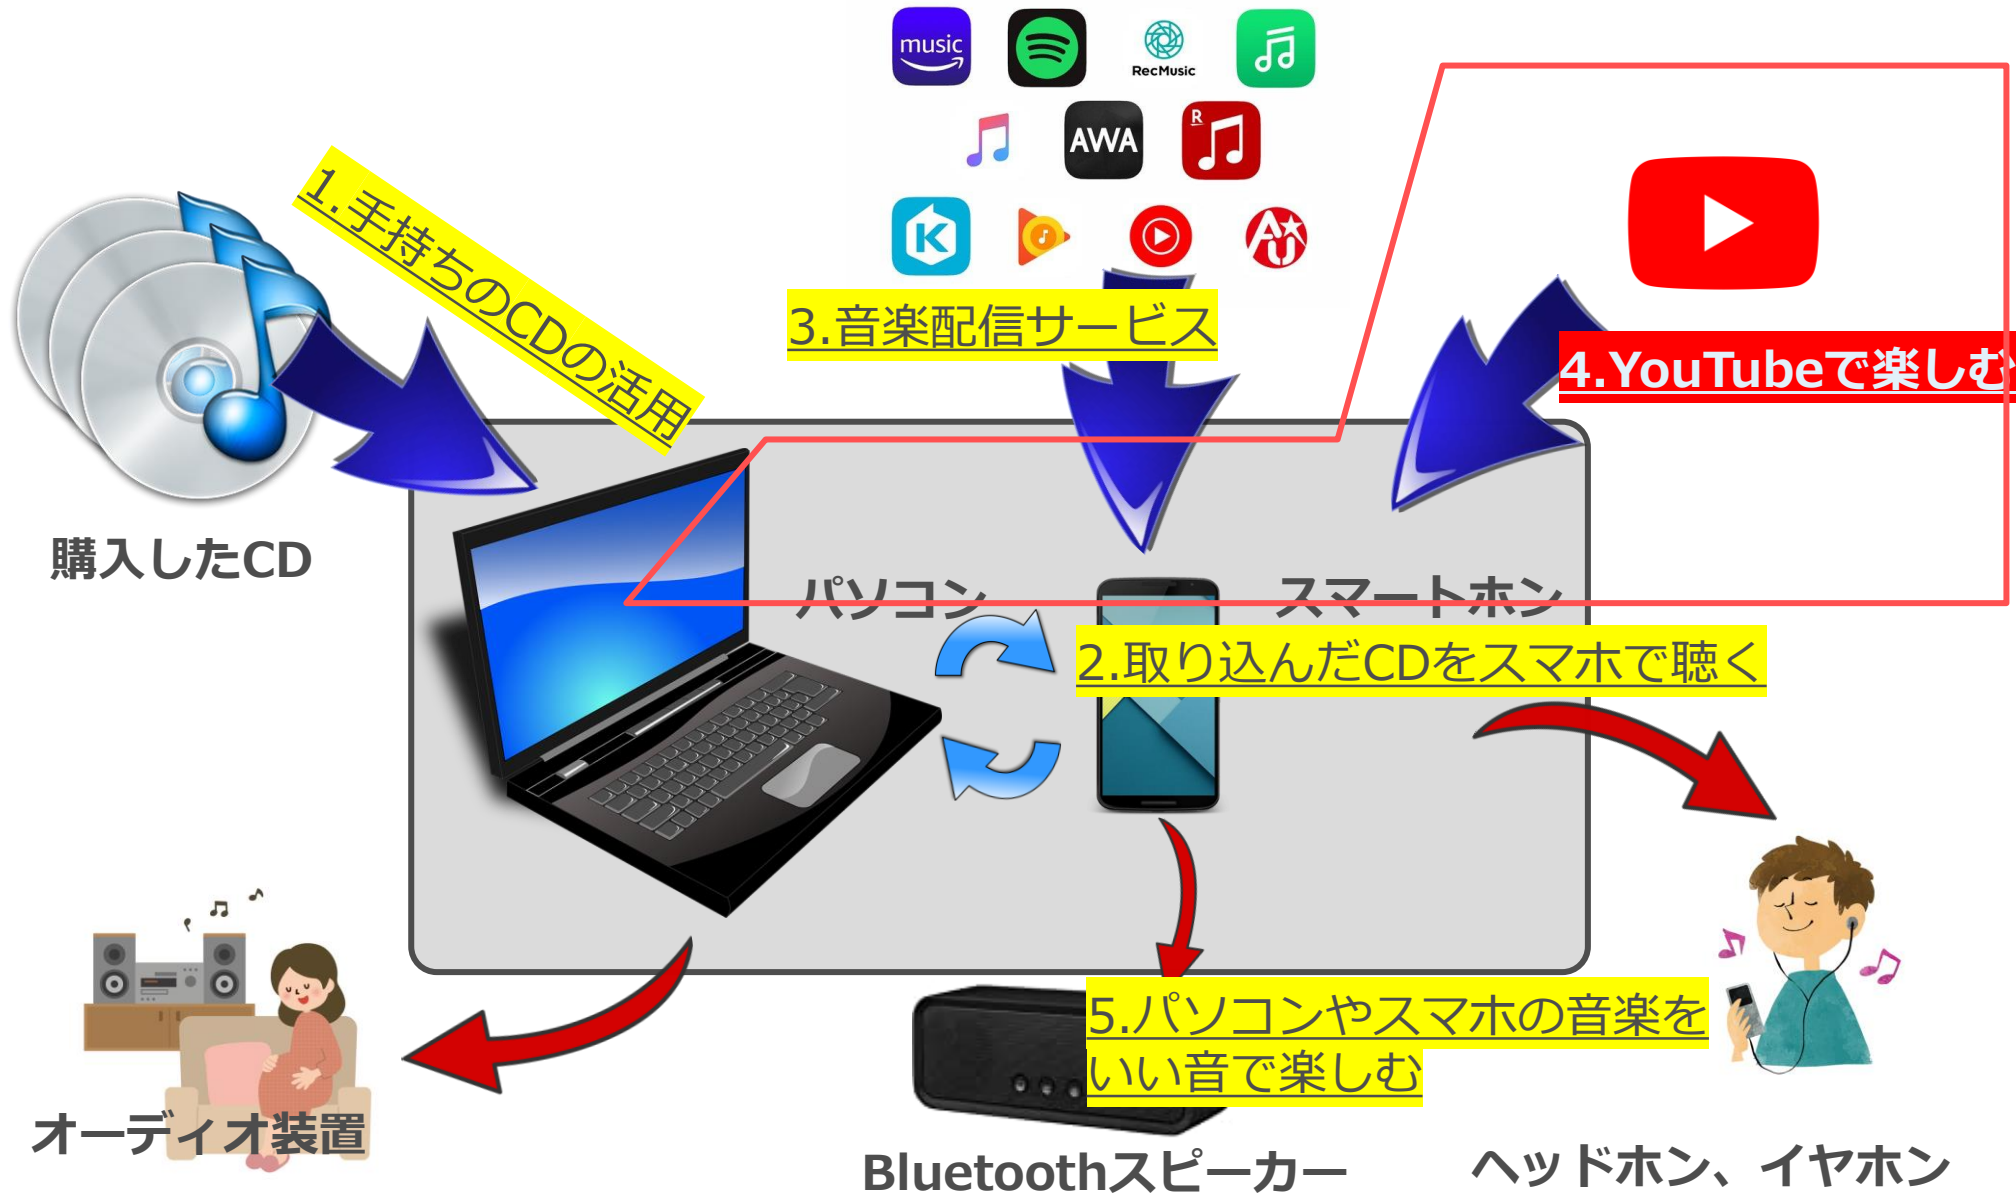 music
RecMusic
AWA
R
K
A★U
1.手持ちのCDの活用
3.音楽配信サービス
4.YouTubeで楽しむ
購入したCD
パソコン
スマートホン
2.取り込んだCDをスマホで聴く
5.パソコンやスマホの音楽を
いい音で楽しむ
オーディオ装置
Bluetoothスピーカー
ヘッドホン、イヤホン